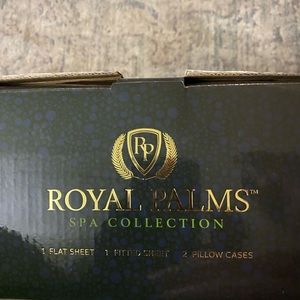 RP
ROYAL PALMS™
SPA COLLECTION
1 FLAT SHEET 1 FITTED SHEET 2 PILLOW CASES